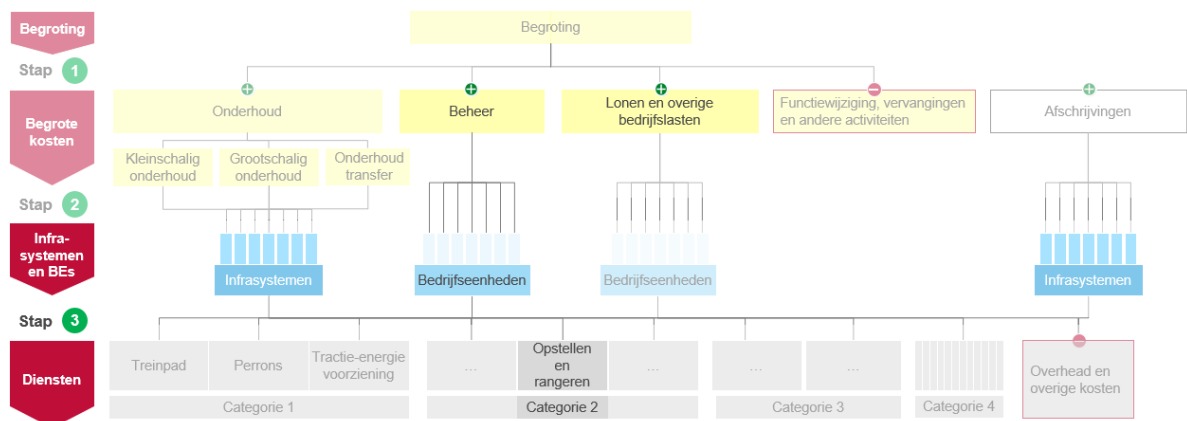 Begroting
Begroting
Stap 1
Begrote
kosten
Onderhoud
Beheer
Lonen en overige
bedrijfslasten
Functiewijziging, vervangingen
en andere activiteiten
Afschrijvingen
Kleinschalig
onderhoud
Grootschalig
onderhoud
Onderhoud
transfer
Stap 2
Infra-
systemen
en BEs
Infrasystemen
Bedrijfseenheden
Bedrijfseenheden
Infrasystemen
Stap 3
Diensten
Treinpad
Perrons
Tractie-energie
voorziening
...
Opstellen
en
rangeren
...
...
...
Overhead en
overige kosten
Categorie 1
Categorie 2
Categorie 3
Categorie 4